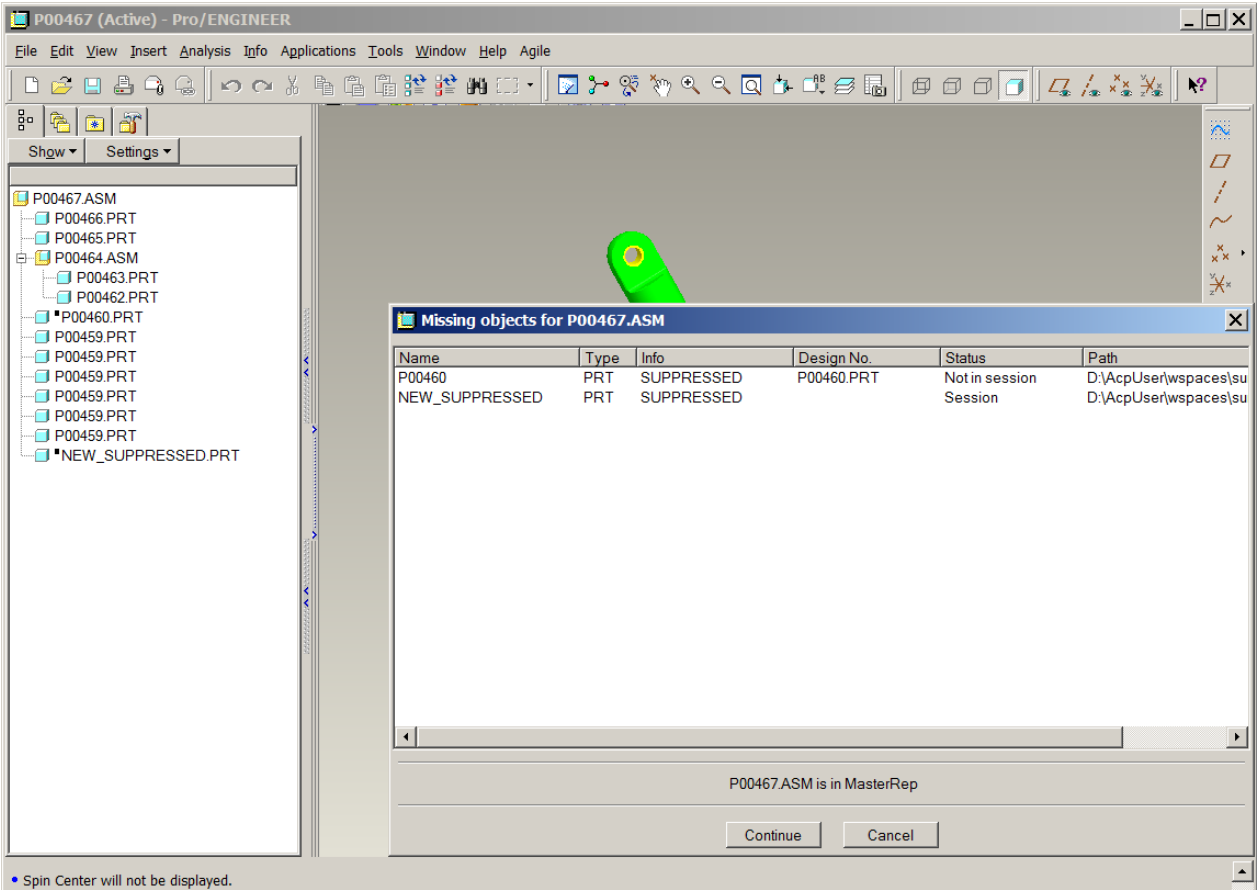 P00467 (Active) - Pro/ENGINEER
File Edit View Insert Analysis Info Applications Tools Window Help Agile
Show Settings
P00467.ASM
P00466.PRT
P00465.PRT
P00464.ASM
P00463.PRT
P00462.PRT
P00460.PRT
P00459.PRT
P00459.PRT
P00459.PRT
P00459.PRT
P00459.PRT
P00459.PRT
NEW_SUPPRESSED.PRT
Missing objects for P00467.ASM
Name Type Info Design No. Status Path
P00460 PRT SUPPRESSED P00460.PRT Not in session D:\AcpUser\wspaces\su
NEW_SUPPRESSED PRT SUPPRESSED Session D:\AcpUser\wspaces\su
P00467.ASM is in MasterRep
Continue Cancel
• Spin Center will not be displayed.